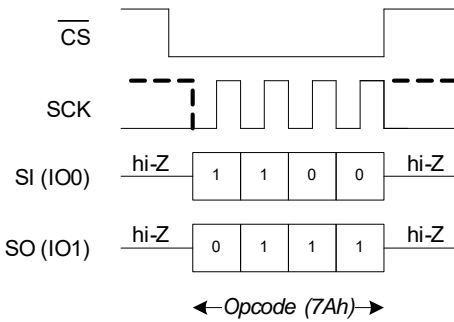 CS
SCK
hi-Z hi-Z
SI (IO0) 1 1 0 0
hi-Z hi-Z
SO (IO1) 0 1 1 1
Opcode (7Ah)